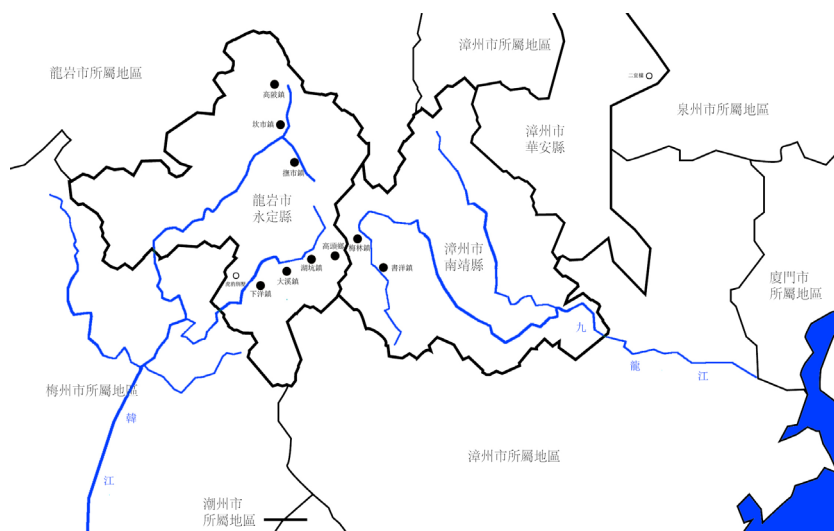 漳州市所屬地區
龍岩市所屬地區
二宜樓
高陂鎮
泉州市所屬地區
坎市鎮
漳州市
華安縣
撫市鎮
龍岩市
永定縣
高頭鄉
梅林鎮
漳州市
南靖縣
湖坑鎮
書洋鎮
大溪鎮
下洋鎮
廈門市
所屬地區
九
龍
江
梅州市所屬地區
韓
江
漳州市所屬地區
潮州市
所屬地區